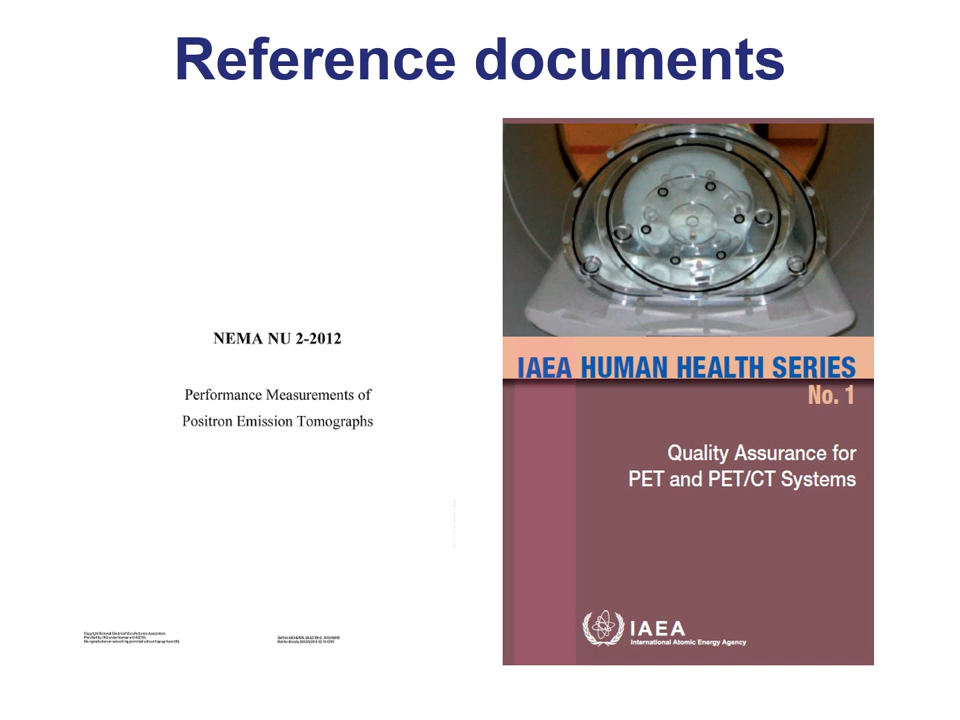 Reference documents
NEMA NU 2-2012
Performance Measurements of
Positron Emission Tomographs
IAEA HUMAN HEALTH SERIES
No. 1
Quality Assurance for
PET and PET/CT Systems
IAEA
International Atomic Energy Agency